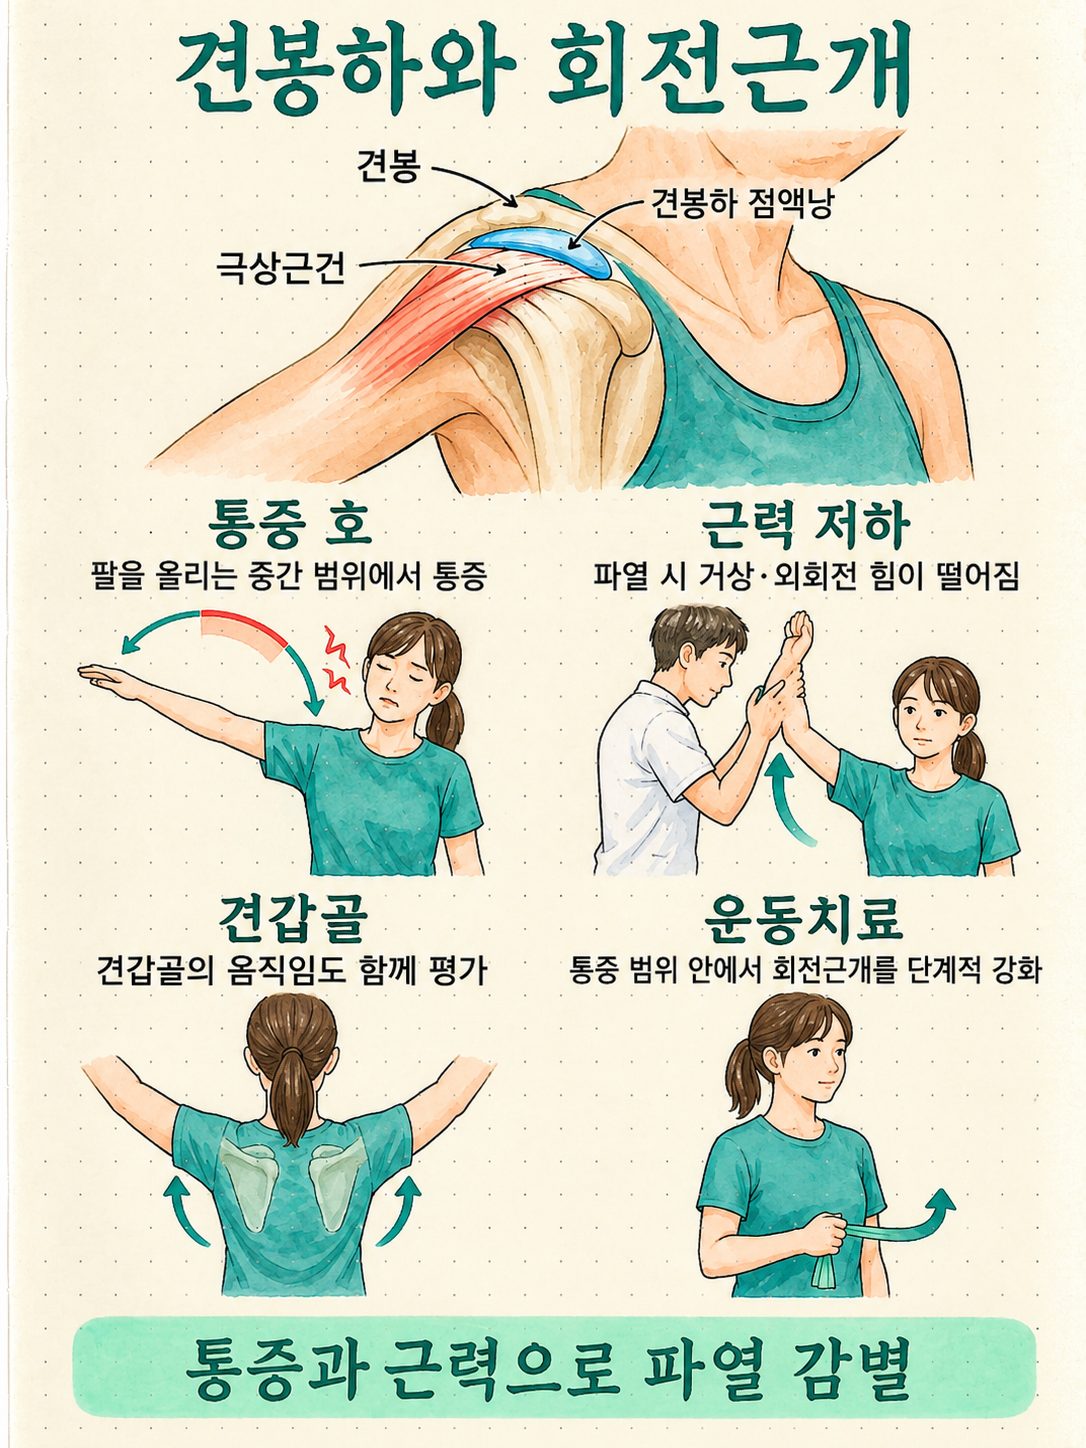 견봉하와 회전근개
견봉
견봉하 점액낭
극상근건
통증 호
팔을 올리는 중간 범위에서 통증
근력 저하
파열 시 거상·외회전 힘이 떨어짐
견갑골
견갑골의 움직임도 함께 평가
운동치료
통증 범위 안에서 회전근개를 단계적 강화
통증과 근력으로 파열 감별